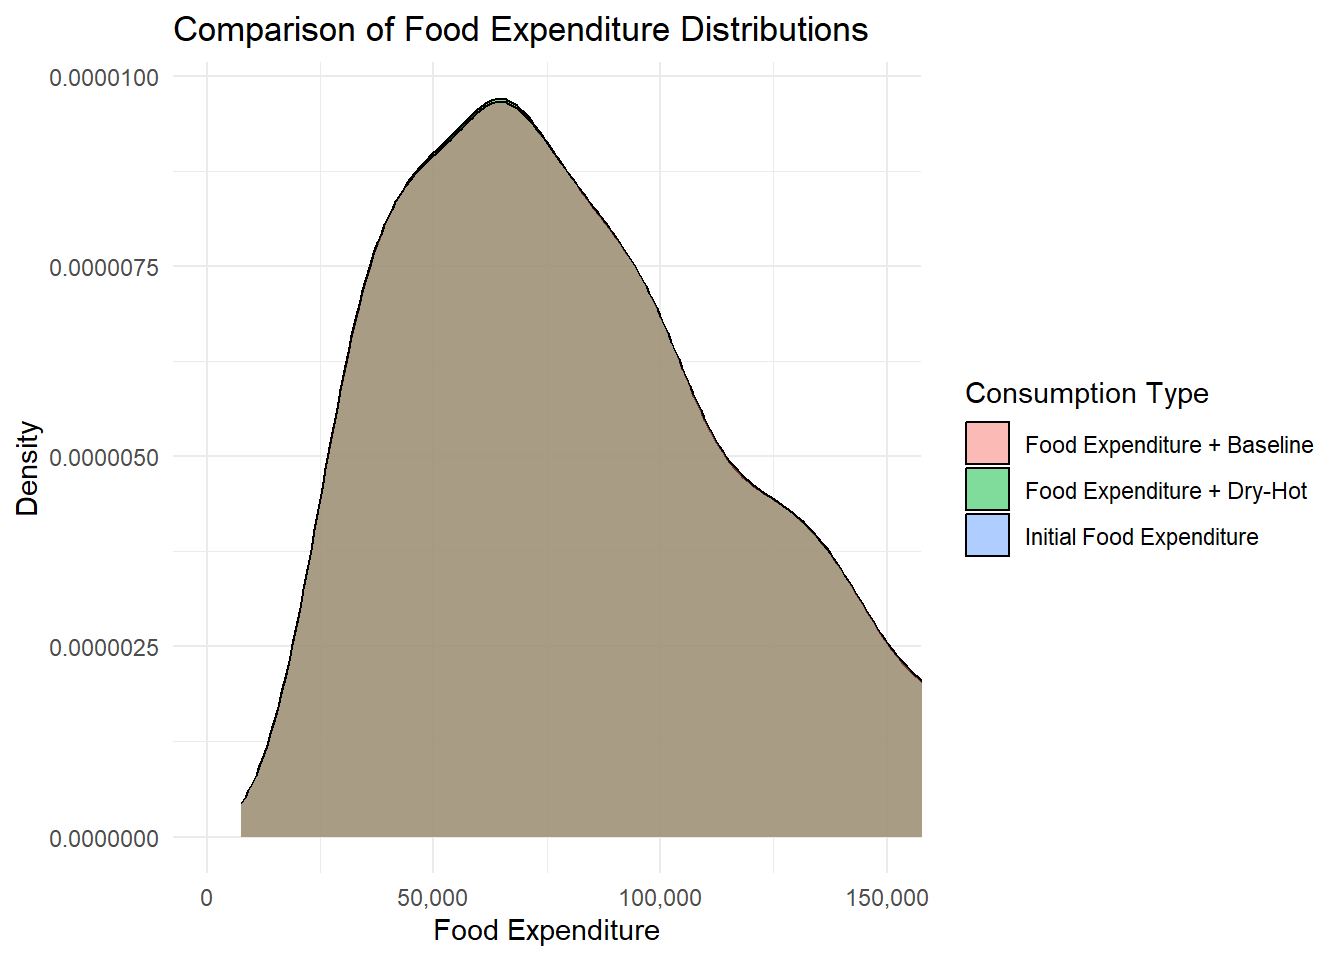 Comparison of Food Expenditure Distributions
0.0000100
0.0000075
0.0000050
0.0000025
0.0000000
Density
0
50,000
100,000
150,000
Food Expenditure
Consumption Type
Food Expenditure + Baseline
Food Expenditure + Dry-Hot
Initial Food Expenditure